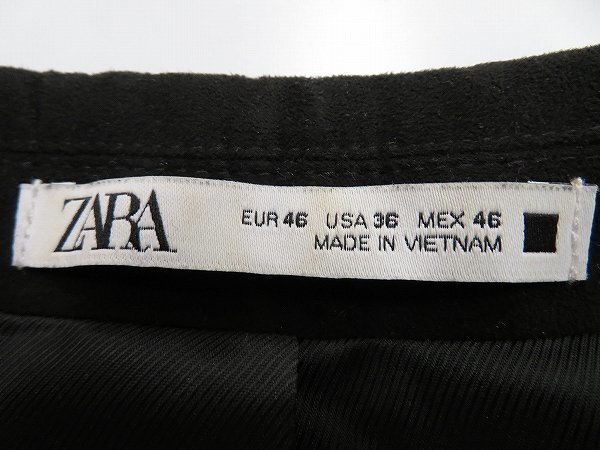 ZARA
EUR 46 USA 36 MEX 46
MADE IN VIETNAM